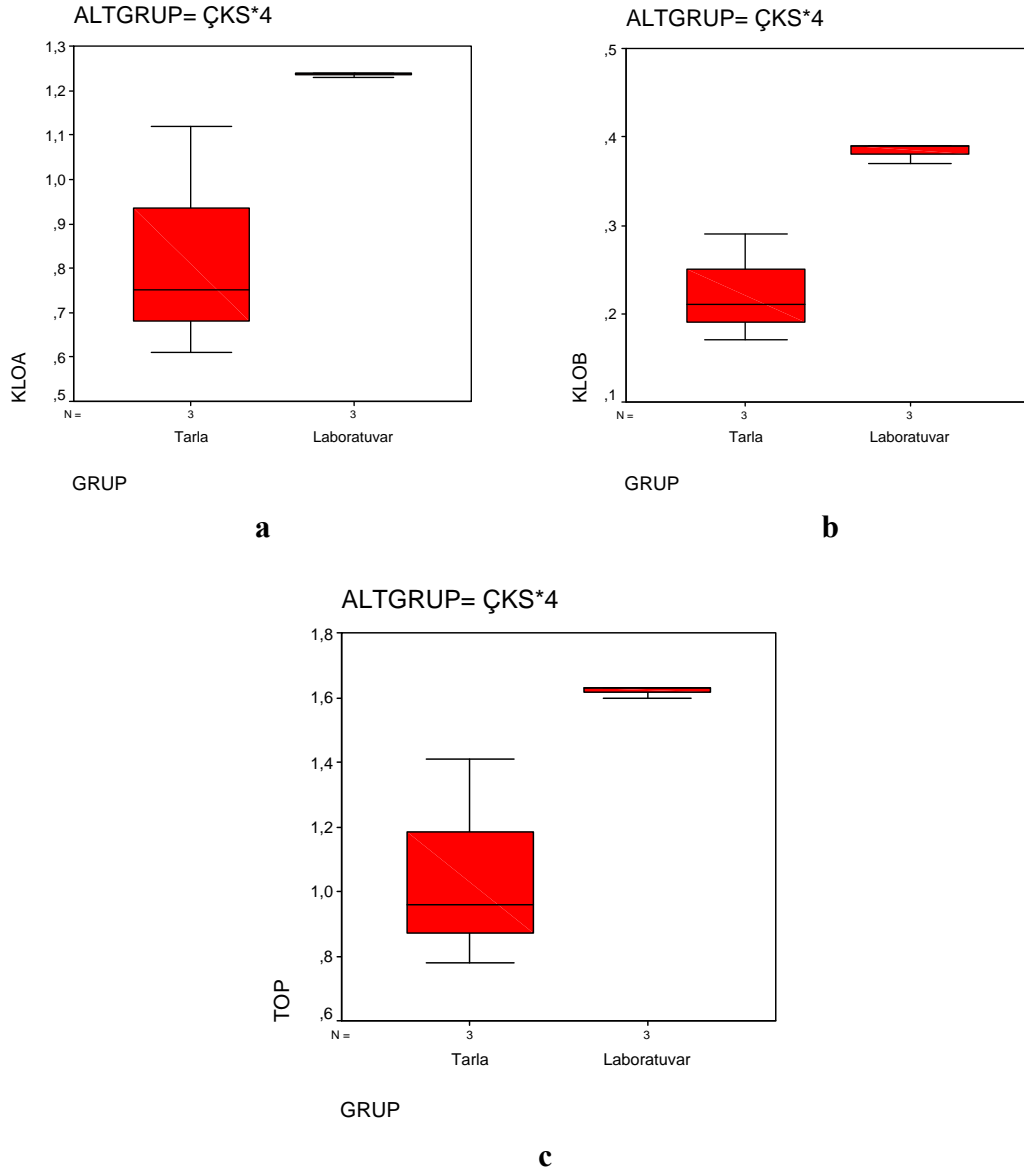 ALTGRUP= ÇKS*4
KLOA
1,3
1,2
1,1
1,0
,9
,8
,7
,6
,5
N = 3 3
Tarla Laboratuvar
GRUP
a
ALTGRUP= ÇKS*4
KLOB
,5
,4
,3
,2
,1
N = 3 3
Tarla Laboratuvar
GRUP
b
ALTGRUP= ÇKS*4
TOP
1,8
1,6
1,4
1,2
1,0
,8
,6
N = 3 3
Tarla Laboratuvar
GRUP
c